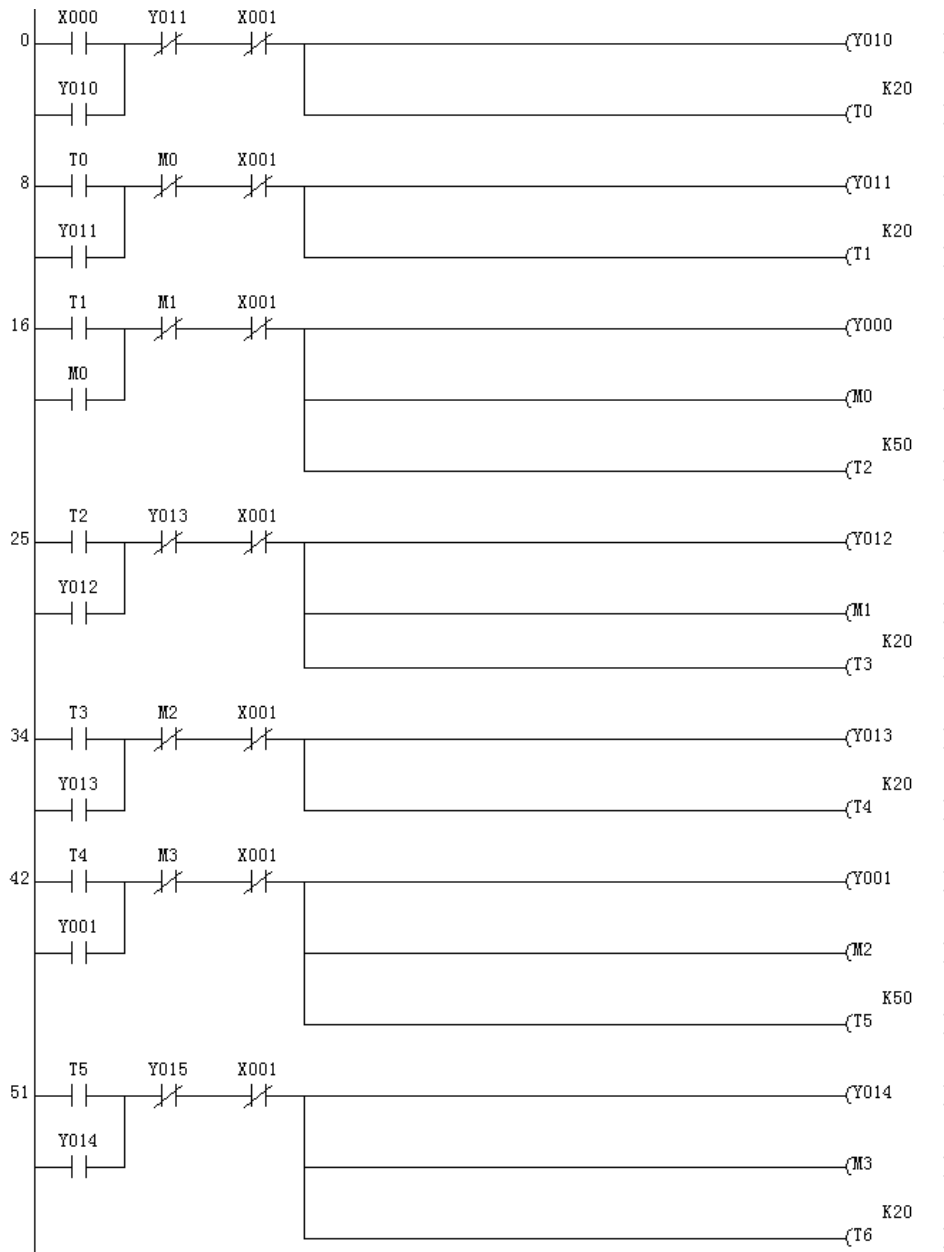 X000 Y011 X001
0 (Y010
Y010 K20
(T0
T0 M0 X001
8 (Y011
Y011 K20
(T1
T1 M1 X001
16 (Y000
M0 (M0
K50
(T2
T2 Y013 X001
25 (Y012
Y012
(M1
K20
(T3
T3 M2 X001
34 (Y013
Y013 K20
(T4
T4 M3 X001
42 (Y001
Y001
(M2
K50
(T5
T5 Y015 X001
51 (Y014
Y014
(M3
K20
(T6